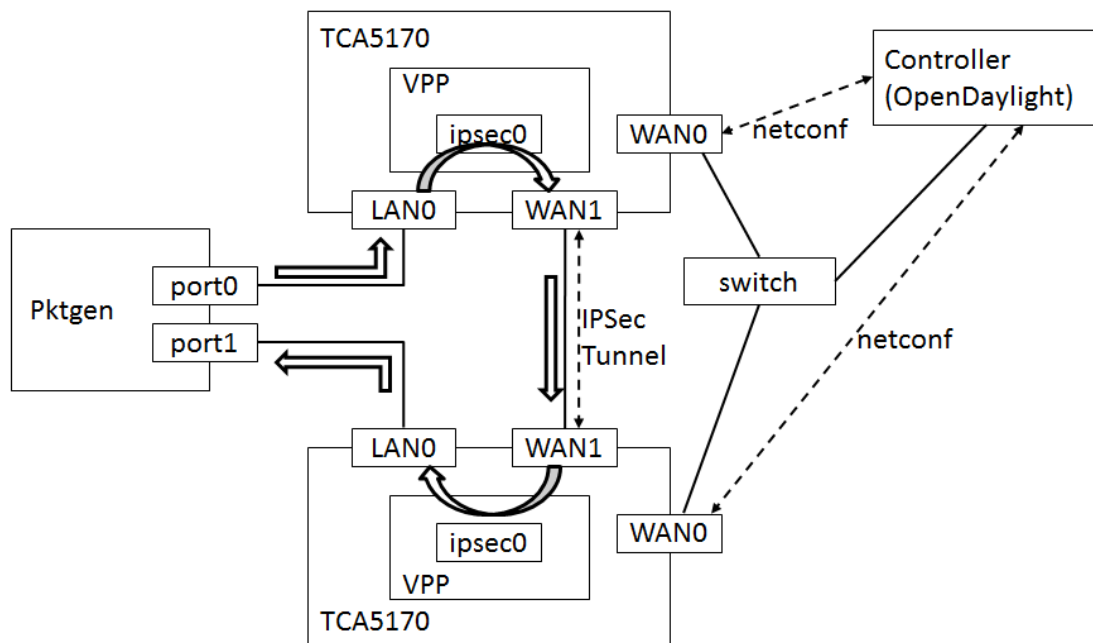 TCA5170
VPP
ipsec0
LAN0
WAN1
WAN0
netconf
Controller
(OpenDaylight)
Pktgen
port0
port1
IPSec
Tunnel
switch
netconf
LAN0
WAN1
WAN0
ipsec0
VPP
TCA5170